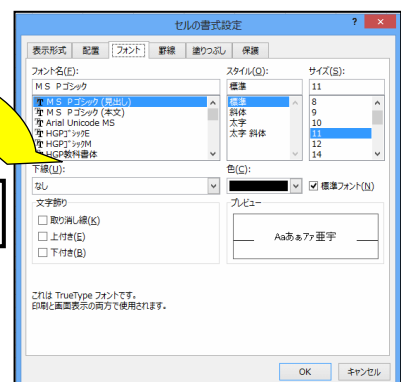 セルの書式設定
? ×
表示形式 配置 フォント 罫線 塗りつぶし 保護
フォント名(F): スタイル(O): サイズ(S):
ＭＳ Ｐゴシック 標準 11
ＭＳ Ｐゴシック (見出し) 標準 8
ＭＳ Ｐゴシック (本文) 斜体 9
Arial Unicode MS 太字 10
HGPｺﾞｼｯｸE 太字 斜体 11
HGPｺﾞｼｯｸM 12
HGP教科書体 14
下線(U): 色(C):
なし 標準フォント(N)
文字飾り プレビュー
取り消し線(K)
上付き(E) Aaあぁアァ亜宇
下付き(B)
これは TrueType フォントです。
印刷と画面表示の両方で使用されます。
OK キャンセル